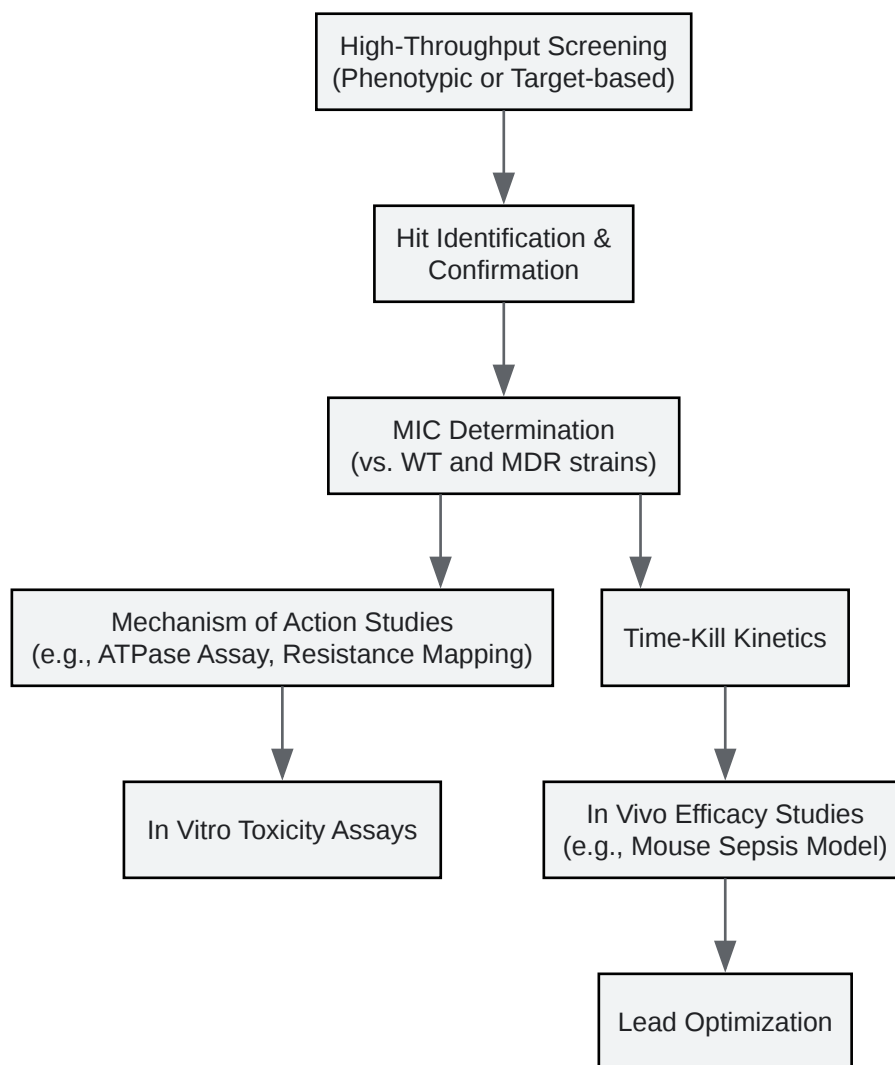 High-Throughput Screening
(Phenotypic or Target-based)
Hit Identification &
Confirmation
MIC Determination
(vs. WT and MDR strains)
Mechanism of Action Studies
(e.g., ATPase Assay, Resistance Mapping)
Time-Kill Kinetics
In Vitro Toxicity Assays
In Vivo Efficacy Studies
(e.g., Mouse Sepsis Model)
Lead Optimization